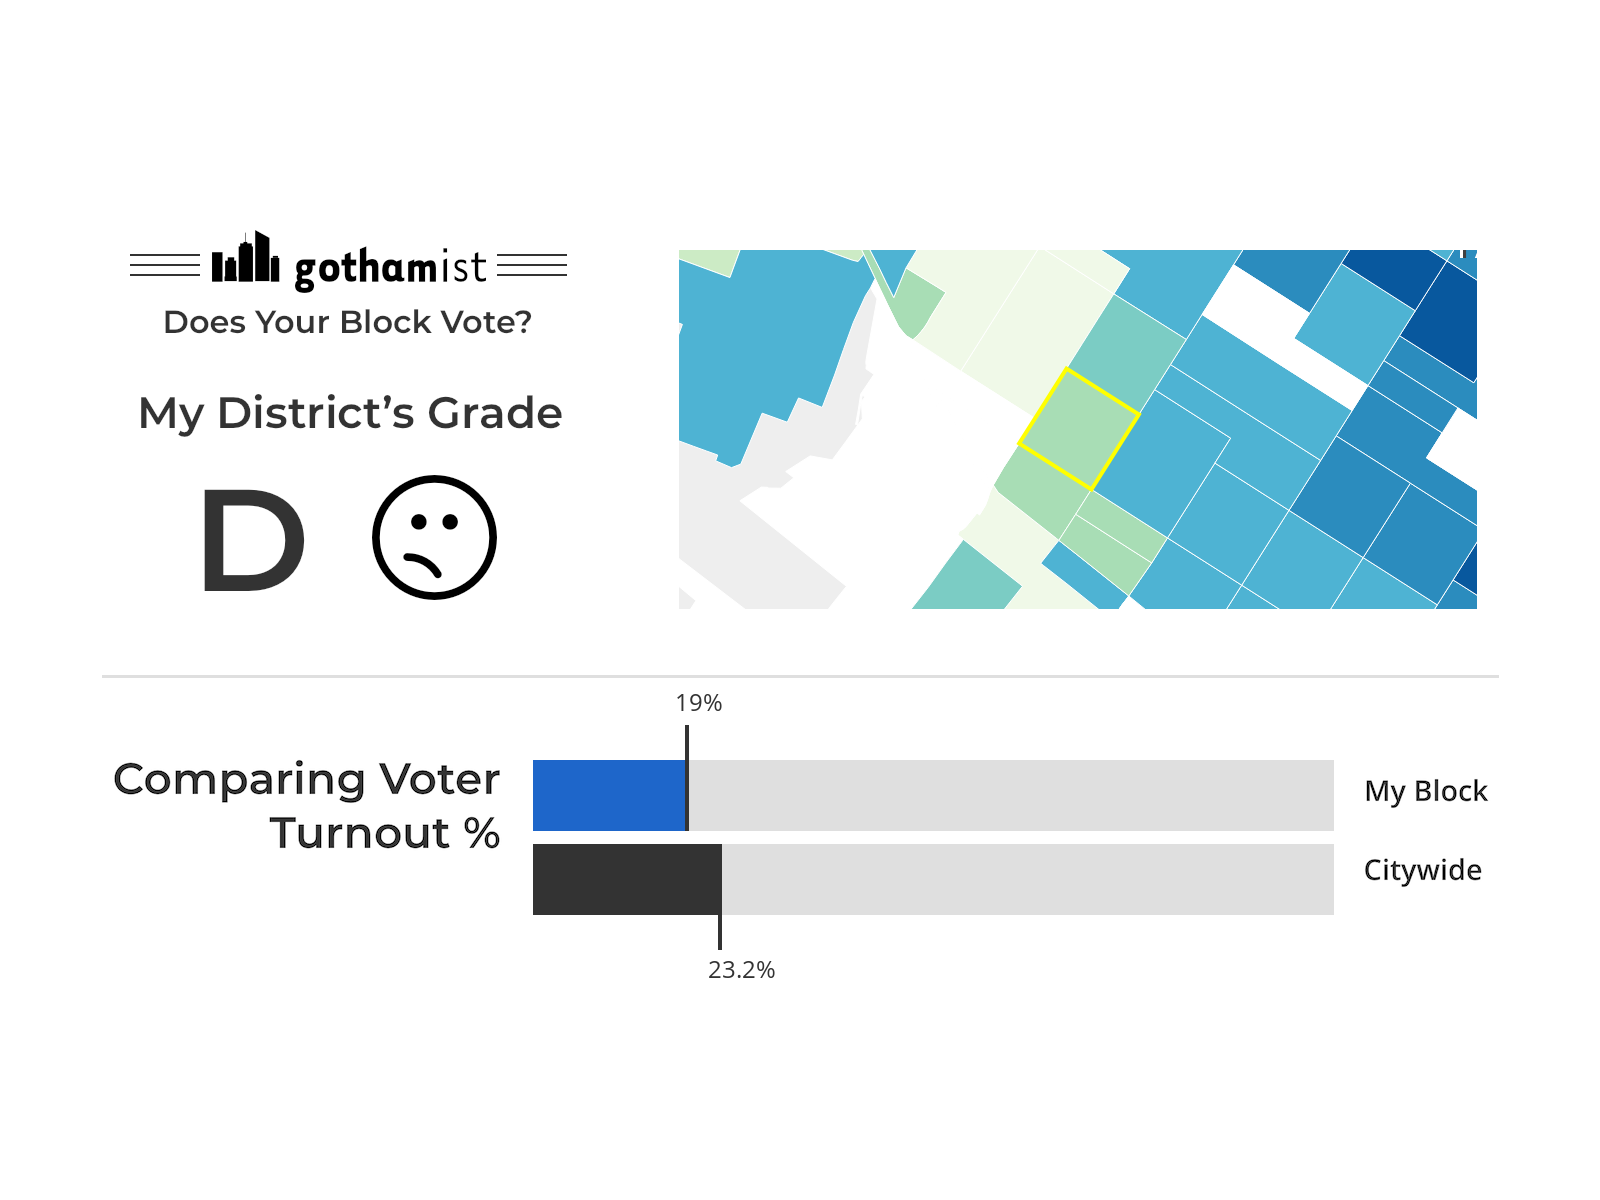 gothamist
Does Your Block Vote?
My District’s Grade
D
19%
Comparing Voter
Turnout %
My Block
Citywide
23.2%